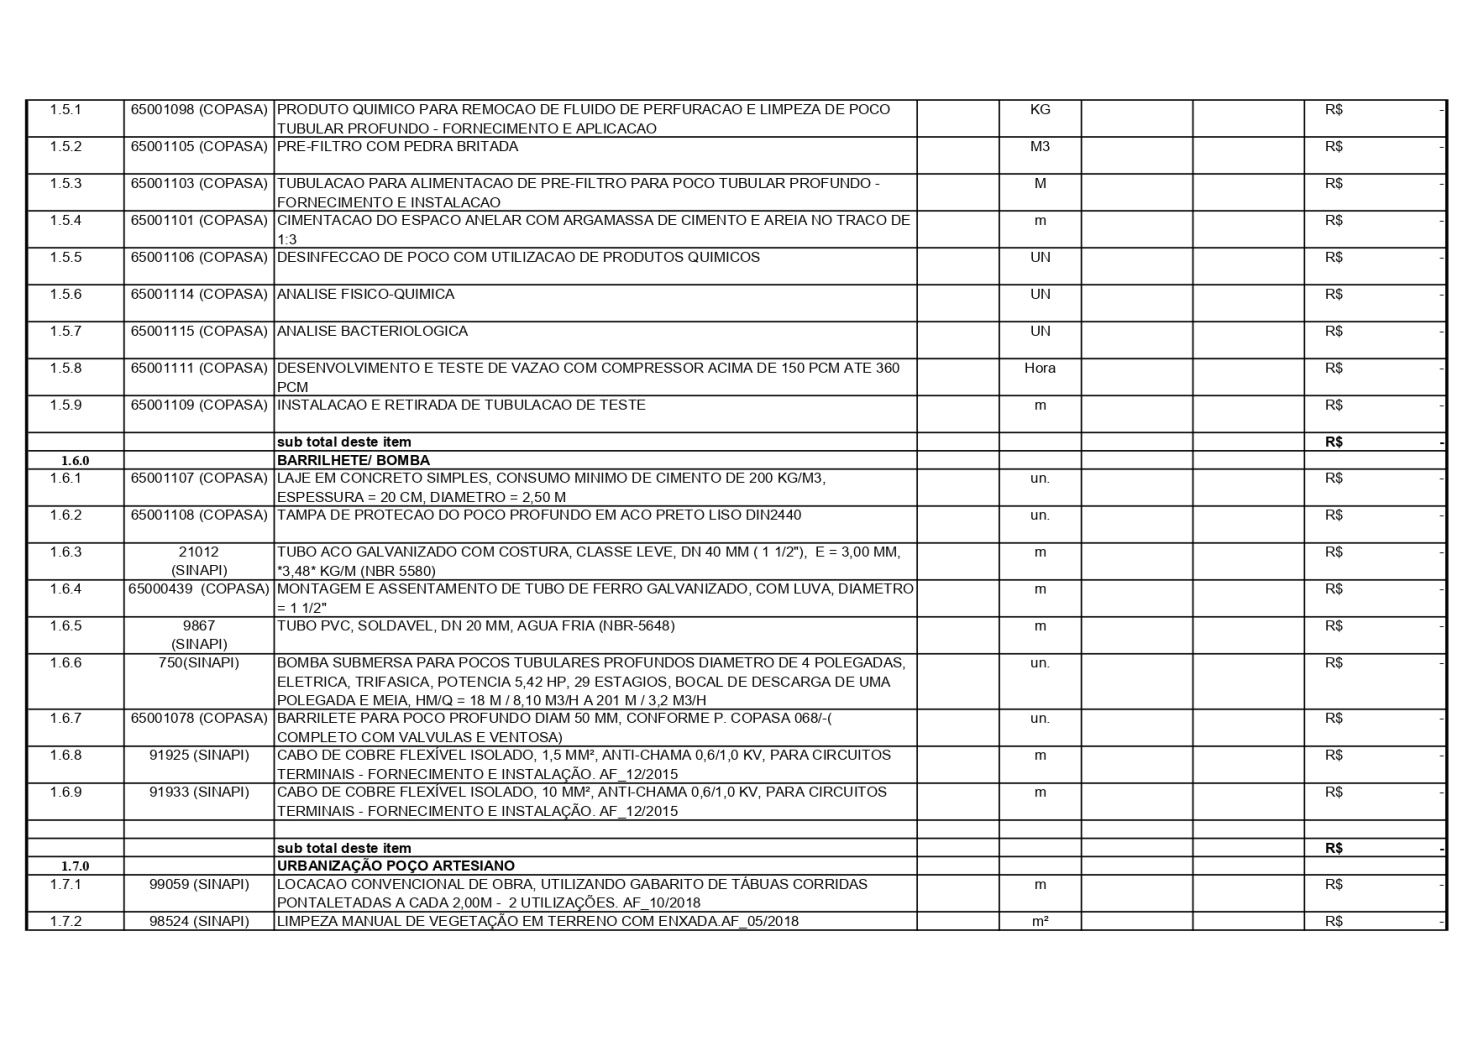 1.5.1 65001098 (COPASA) PRODUTO QUIMICO PARA REMOCAO DE FLUIDO DE PERFURACAO E LIMPEZA DE POCO KG R$ -
TUBULAR PROFUNDO - FORNECIMENTO E APLICACAO
1.5.2 65001105 (COPASA) PRE-FILTRO COM PEDRA BRITADA M3 R$ -
1.5.3 65001103 (COPASA) TUBULACAO PARA ALIMENTACAO DE PRE-FILTRO PARA POCO TUBULAR PROFUNDO - M R$ -
FORNECIMENTO E INSTALACAO
1.5.4 65001101 (COPASA) CIMENTACAO DO ESPACO ANELAR COM ARGAMASSA DE CIMENTO E AREIA NO TRACO DE m R$ -
1:3
1.5.5 65001106 (COPASA) DESINFECCAO DE POCO COM UTILIZACAO DE PRODUTOS QUIMICOS UN R$ -
1.5.6 65001114 (COPASA) ANALISE FISICO-QUIMICA UN R$ -
1.5.7 65001115 (COPASA) ANALISE BACTERIOLOGICA UN R$ -
1.5.8 65001111 (COPASA) DESENVOLVIMENTO E TESTE DE VAZAO COM COMPRESSOR ACIMA DE 150 PCM ATE 360 Hora R$ -
PCM
1.5.9 65001109 (COPASA) INSTALACAO E RETIRADA DE TUBULACAO DE TESTE m R$ -
sub total deste item R$ -
1.6.0 BARRILHETE/ BOMBA
1.6.1 65001107 (COPASA) LAJE EM CONCRETO SIMPLES, CONSUMO MINIMO DE CIMENTO DE 200 KG/M3, un. R$ -
ESPESSURA = 20 CM, DIAMETRO = 2,50 M
1.6.2 65001108 (COPASA) TAMPA DE PROTECAO DO POCO PROFUNDO EM ACO PRETO LISO DIN2440 un. R$ -
1.6.3 21012 TUBO ACO GALVANIZADO COM COSTURA, CLASSE LEVE, DN 40 MM ( 1 1/2"), E = 3,00 MM, m R$ -
(SINAPI) *3,48* KG/M (NBR 5580)
1.6.4 65000439 (COPASA) MONTAGEM E ASSENTAMENTO DE TUBO DE FERRO GALVANIZADO, COM LUVA, DIAMETRO m R$ -
= 1 1/2"
1.6.5 9867 TUBO PVC, SOLDAVEL, DN 20 MM, AGUA FRIA (NBR-5648) m R$ -
(SINAPI)
1.6.6 750(SINAPI) BOMBA SUBMERSA PARA POCOS TUBULARES PROFUNDOS DIAMETRO DE 4 POLEGADAS, un. R$ -
ELETRICA, TRIFASICA, POTENCIA 5,42 HP, 29 ESTAGIOS, BOCAL DE DESCARGA DE UMA
POLEGADA E MEIA, HM/Q = 18 M / 8,10 M3/H A 201 M / 3,2 M3/H
1.6.7 65001078 (COPASA) BARRILETE PARA POCO PROFUNDO DIAM 50 MM, CONFORME P. COPASA 068/-( un. R$ -
COMPLETO COM VALVULAS E VENTOSA)
1.6.8 91925 (SINAPI) CABO DE COBRE FLEXÍVEL ISOLADO, 1,5 MM², ANTI-CHAMA 0,6/1,0 KV, PARA CIRCUITOS m R$ -
TERMINAIS - FORNECIMENTO E INSTALAÇÃO. AF_12/2015
1.6.9 91933 (SINAPI) CABO DE COBRE FLEXÍVEL ISOLADO, 10 MM², ANTI-CHAMA 0,6/1,0 KV, PARA CIRCUITOS m R$ -
TERMINAIS - FORNECIMENTO E INSTALAÇÃO. AF_12/2015
sub total deste item R$ -
1.7.0 URBANIZAÇÃO POÇO ARTESIANO
1.7.1 99059 (SINAPI) LOCACAO CONVENCIONAL DE OBRA, UTILIZANDO GABARITO DE TÁBUAS CORRIDAS m R$ -
PONTALETADAS A CADA 2,00M - 2 UTILIZAÇÕES. AF_10/2018
1.7.2 98524 (SINAPI) LIMPEZA MANUAL DE VEGETAÇÃO EM TERRENO COM ENXADA.AF_05/2018 m² R$ -